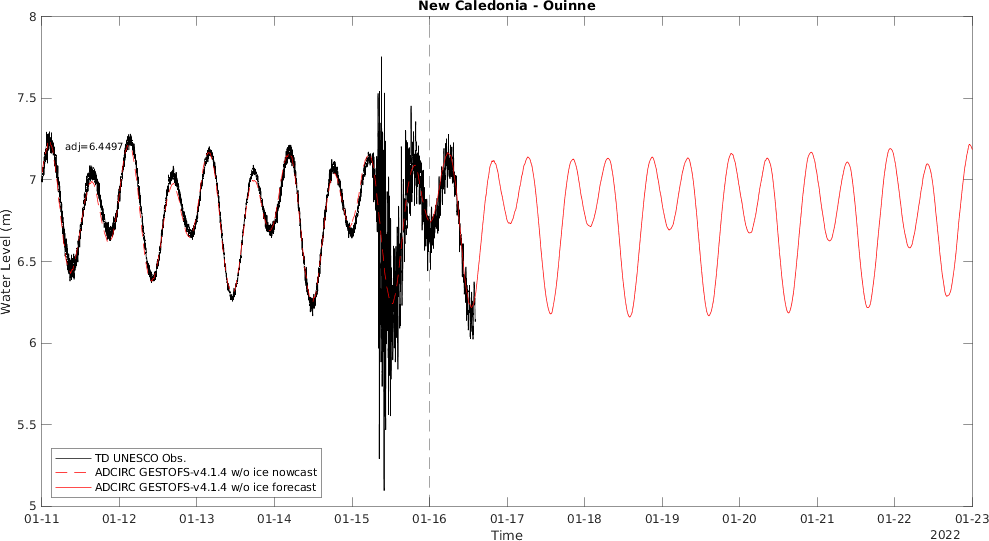 New Caledonia - Ouinne
8
7.5
7
6.5
6
5.5
5
Water Level (m)
adj=6.4497
TD UNESCO Obs.
ADCIRC GESTOFS-v4.1.4 w/o ice nowcast
ADCIRC GESTOFS-v4.1.4 w/o ice forecast
01-11 01-12 01-13 01-14 01-15 01-16 01-17 01-18 01-19 01-20 01-21 01-22 01-23
Time
2022